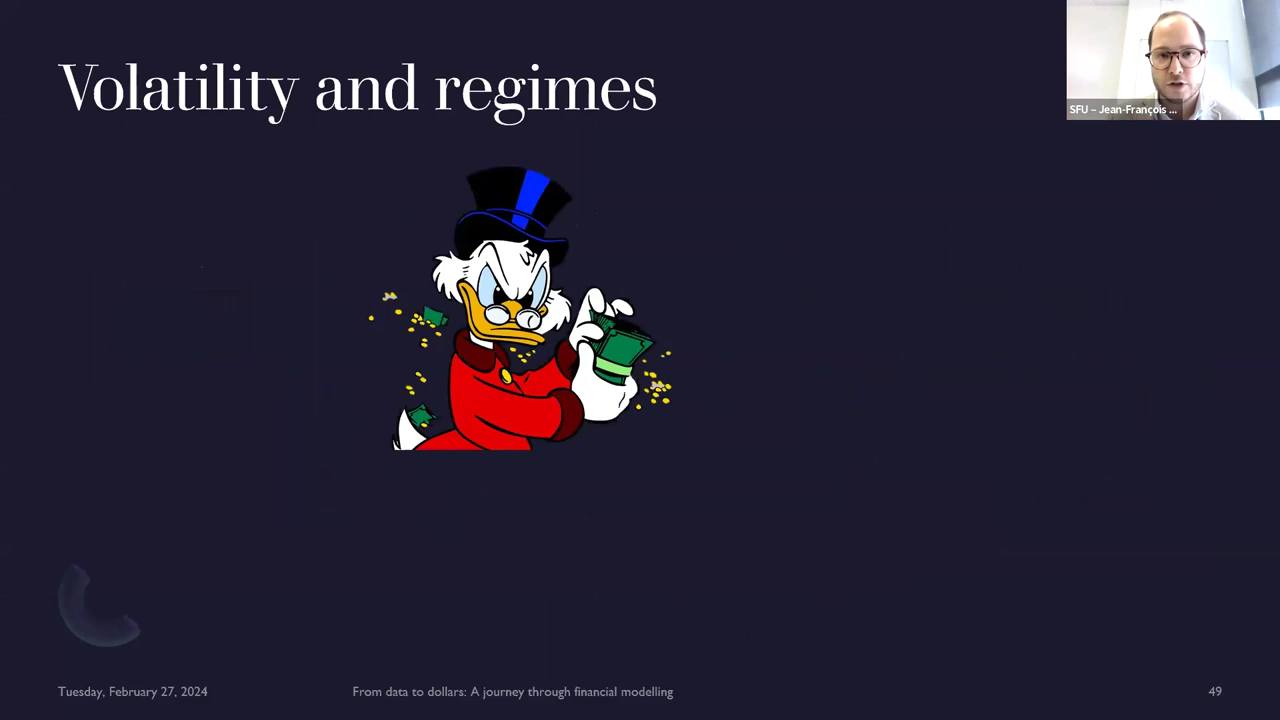 Volatility and regimes
SFU – Jean-François ...
Tuesday, February 27, 2024
From data to dollars: A journey through financial modelling
49